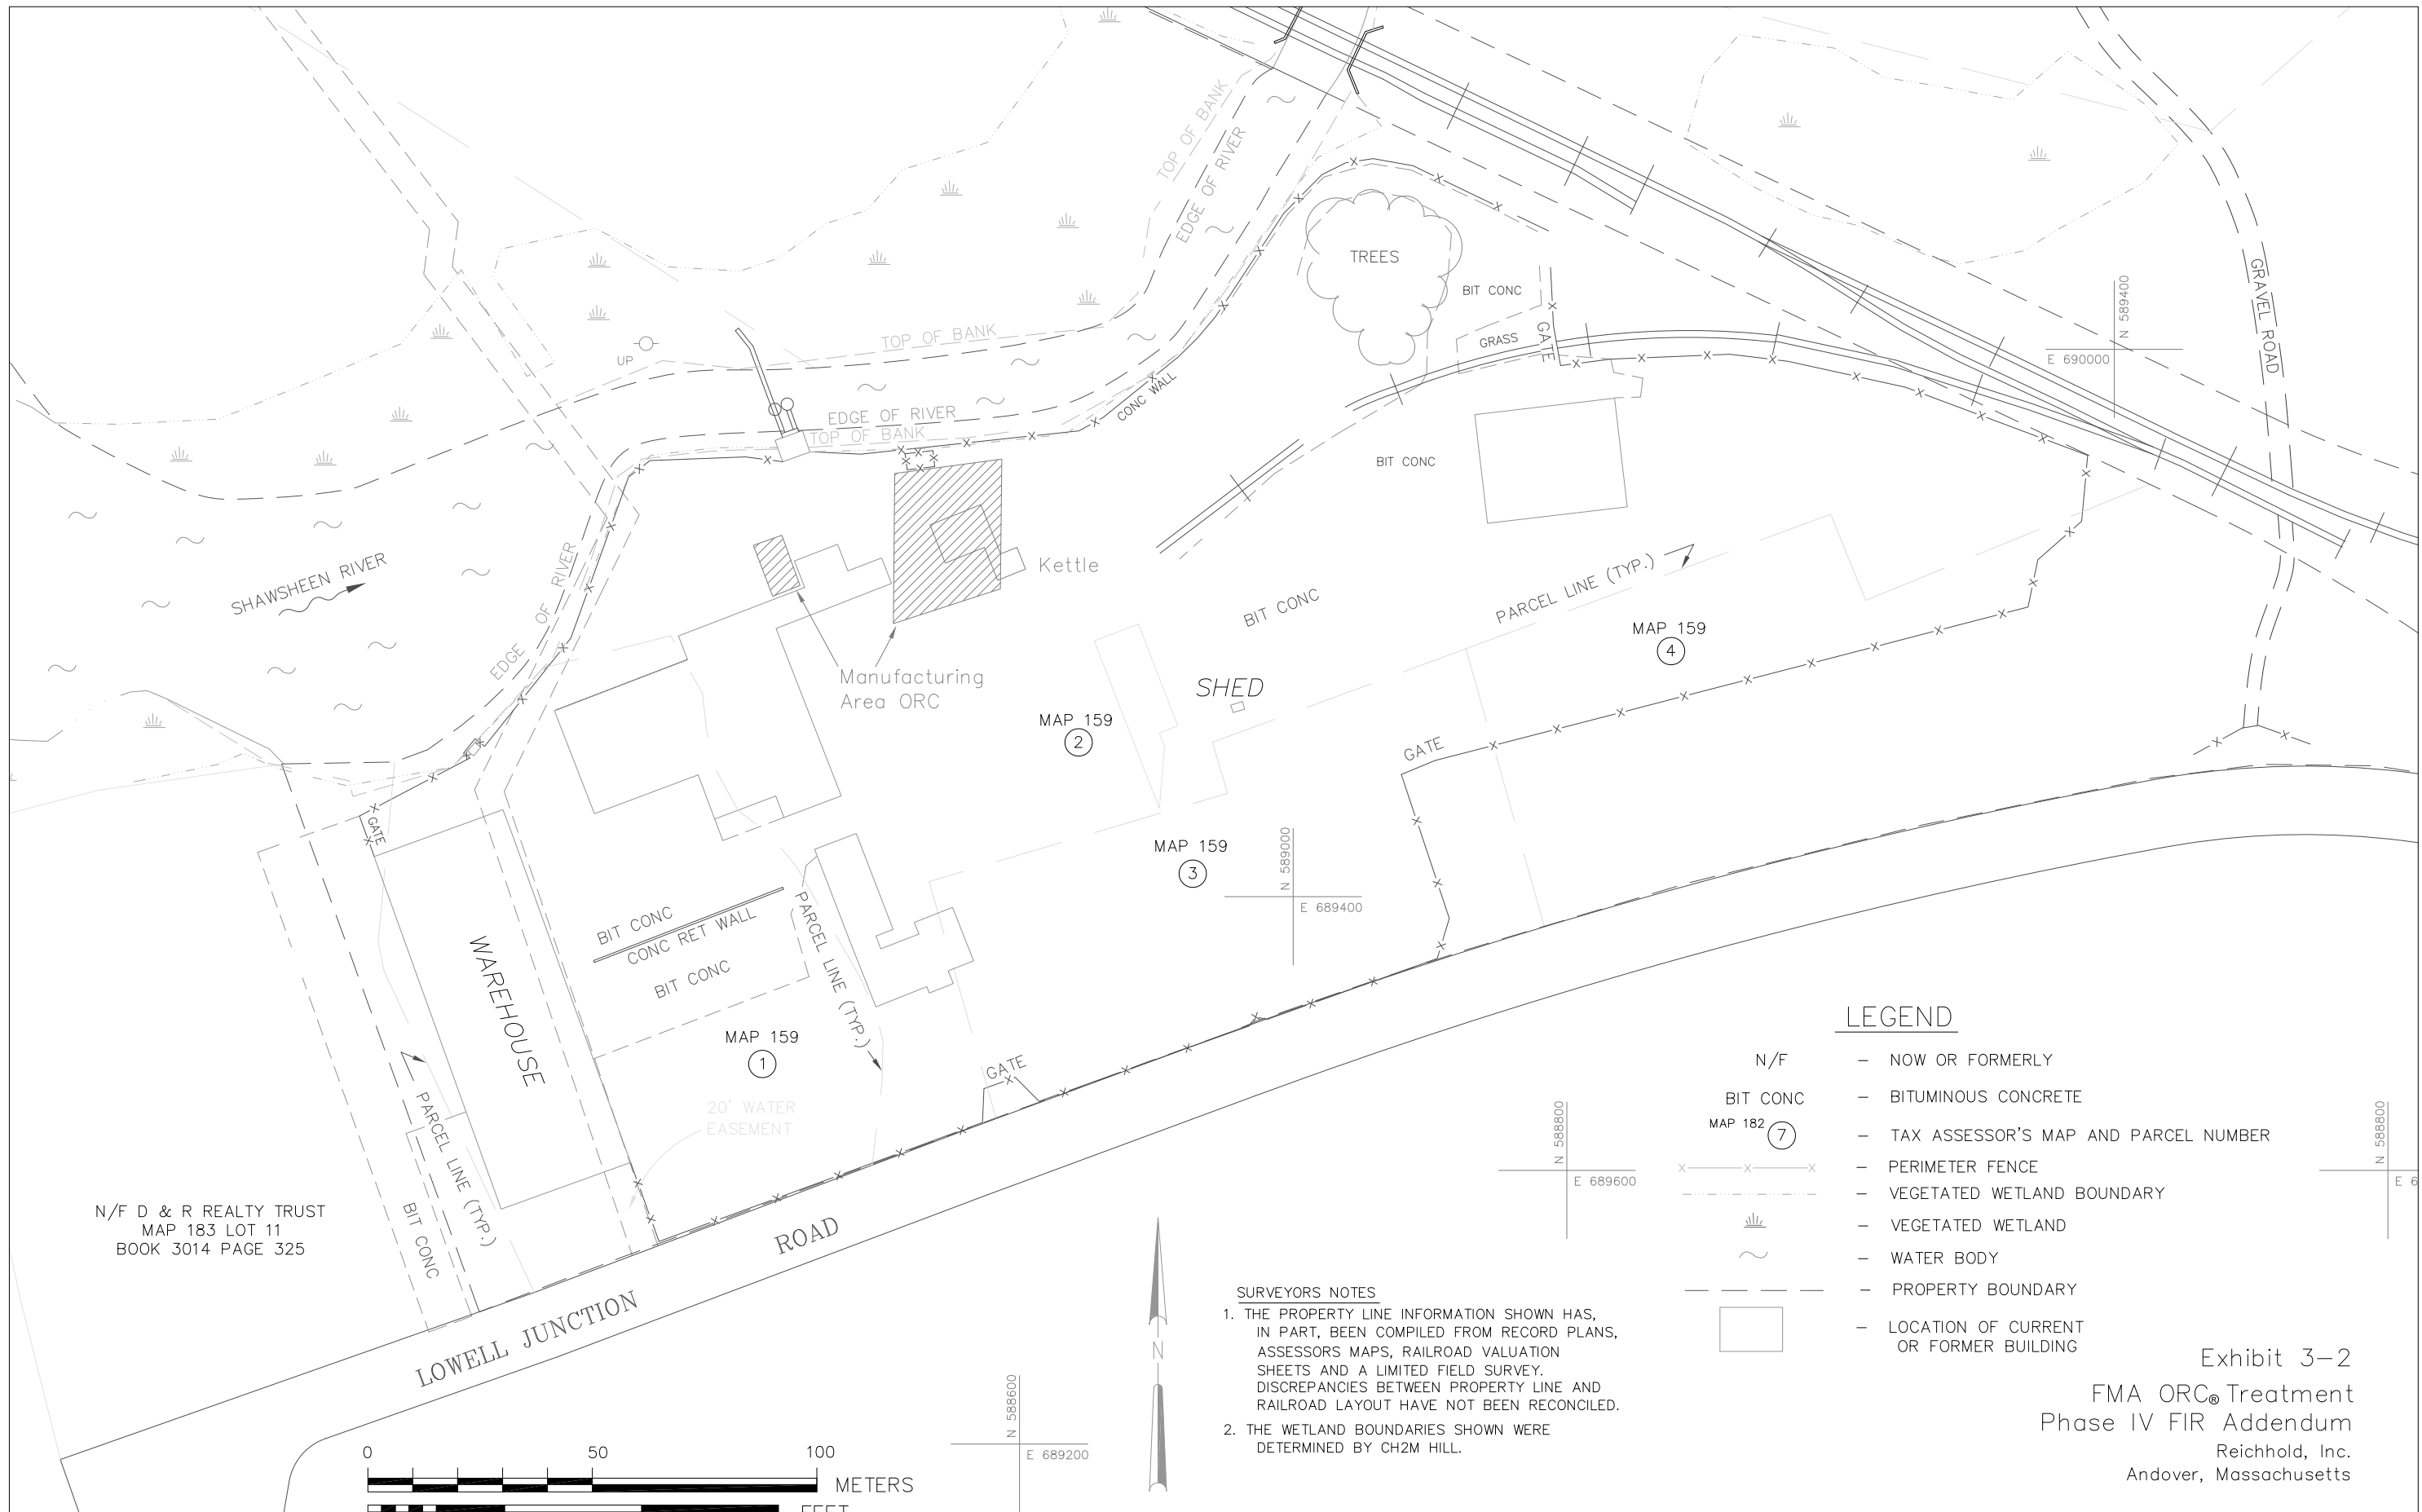 TOP OF BANK
EDGE OF RIVER
TREES
BIT CONC
GRASS
GATE
GRAVEL ROAD
N 589400
E 690000
UP
TOP OF BANK
EDGE OF RIVER
TOP OF BANK
CONC WALL
BIT CONC
SHAWSHEEN RIVER
EDGE OF RIVER
Kettle
BIT CONC
PARCEL LINE (TYP.)
MAP 159
4
Manufacturing
Area ORC
SHED
MAP 159
2
GATE
GATE
MAP 159
3
N 589000
E 689400
WAREHOUSE
BIT CONC
CONC RET WALL
BIT CONC
PARCEL LINE (TYP.)
MAP 159
1
GATE
20' WATER
EASEMENT
PARCEL LINE (TYP.)
BIT CONC
N/F D & R REALTY TRUST
MAP 183 LOT 11
BOOK 3014 PAGE 325
LOWELL JUNCTION ROAD
LEGEND
N/F – NOW OR FORMERLY
BIT CONC – BITUMINOUS CONCRETE
MAP 182 7 – TAX ASSESSOR'S MAP AND PARCEL NUMBER
– PERIMETER FENCE
– VEGETATED WETLAND BOUNDARY
– VEGETATED WETLAND
– WATER BODY
– PROPERTY BOUNDARY
– LOCATION OF CURRENT
OR FORMER BUILDING
N 588800
E 689600
N 588800
E 6
N 588600
E 689200
N
SURVEYORS NOTES
1. THE PROPERTY LINE INFORMATION SHOWN HAS,
IN PART, BEEN COMPILED FROM RECORD PLANS,
ASSESSORS MAPS, RAILROAD VALUATION
SHEETS AND A LIMITED FIELD SURVEY.
DISCREPANCIES BETWEEN PROPERTY LINE AND
RAILROAD LAYOUT HAVE NOT BEEN RECONCILED.
2. THE WETLAND BOUNDARIES SHOWN WERE
DETERMINED BY CH2M HILL.
0 50 100
METERS
FEET
Exhibit 3-2
FMA ORC® Treatment
Phase IV FIR Addendum
Reichhold, Inc.
Andover, Massachusetts